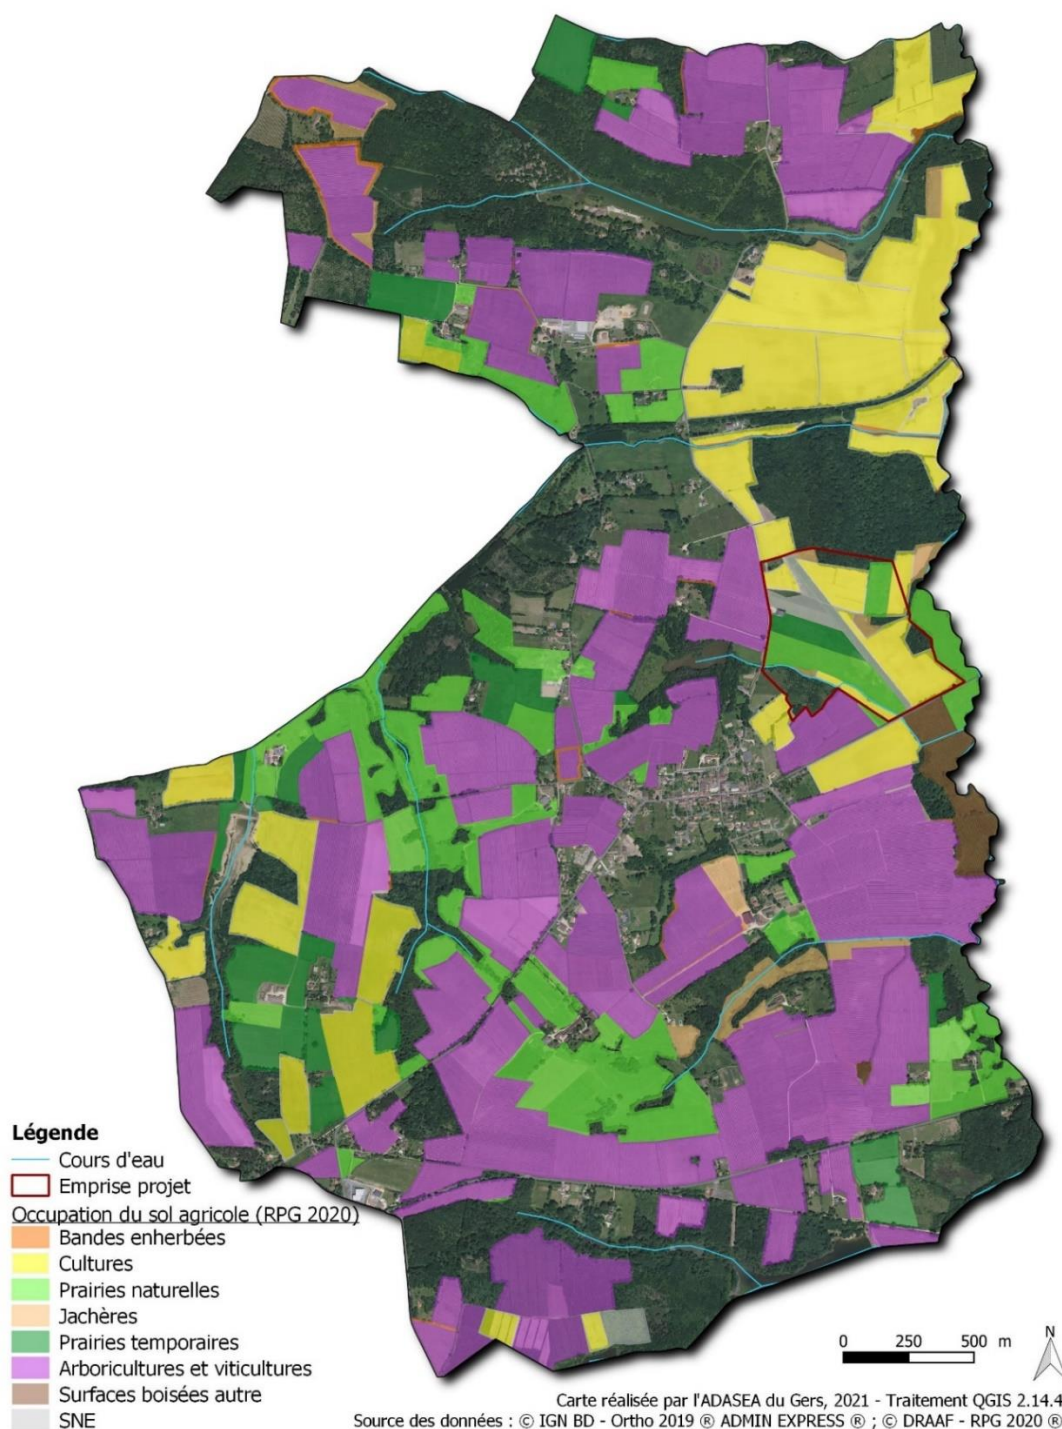 Légende
Cours d'eau
Emprise projet
Occupation du sol agricole (RPG 2020)
Bandes enherbées
Cultures
Prairies naturelles
Jachères
Prairies temporaires
Arboricultures et viticultures
Surfaces boisées autre
SNE
0 250 500 m
N
Carte réalisée par l'ADASEA du Gers, 2021 - Traitement QGIS 2.14.4
Source des données : © IGN BD - Ortho 2019 ® ADMIN EXPRESS ® ; © DRAAF - RPG 2020 ®